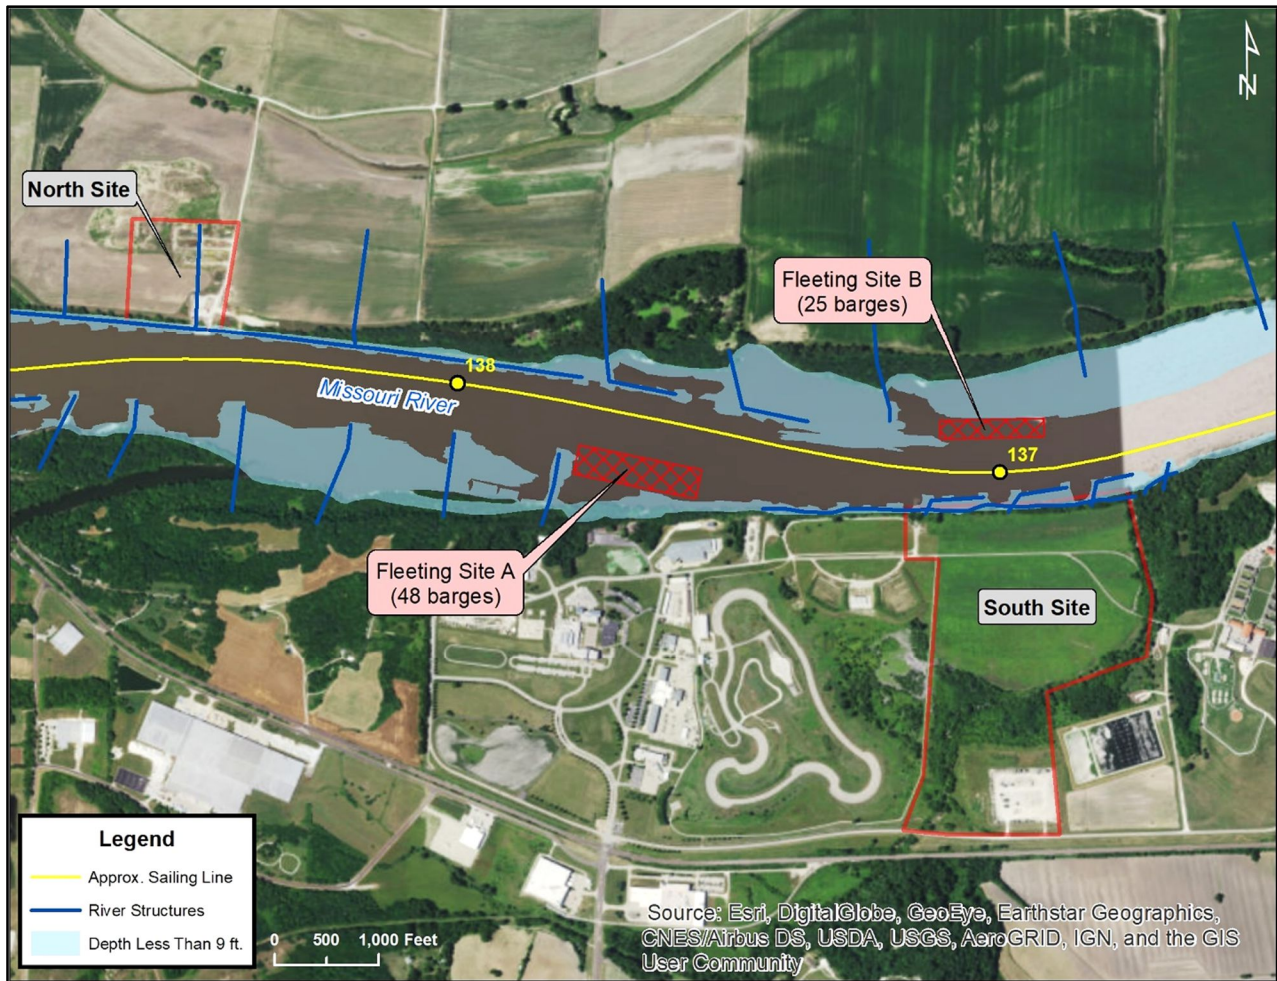 N
North Site
Fleeting Site B
(25 barges)
138
Missouri River
137
Fleeting Site A
(48 barges)
South Site
Legend
Approx. Sailing Line
River Structures
Depth Less Than 9 ft.
0 500 1,000 Feet
Source: Esri, DigitalGlobe, GeoEye, Earthstar Geographics,
CNES/Airbus DS, USDA, USGS, AeroGRID, IGN, and the GIS
User Community